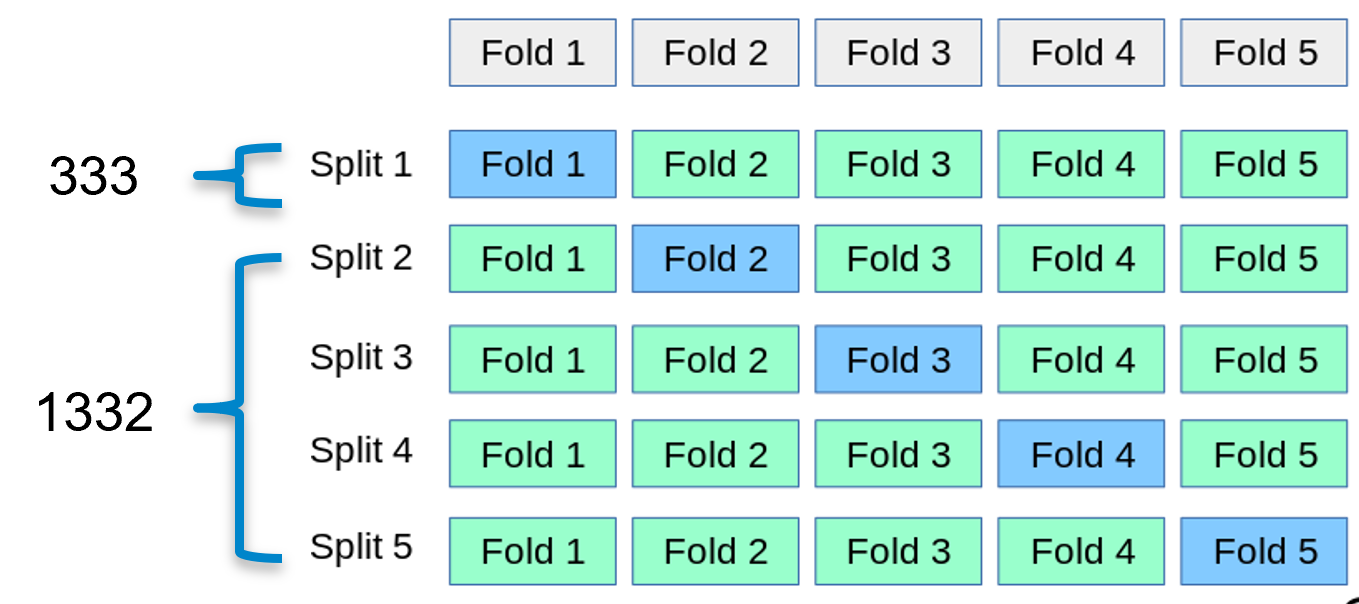 Fold 1 Fold 2 Fold 3 Fold 4 Fold 5
333
Split 1 Fold 1 Fold 2 Fold 3 Fold 4 Fold 5
Split 2 Fold 1 Fold 2 Fold 3 Fold 4 Fold 5
1332
Split 3 Fold 1 Fold 2 Fold 3 Fold 4 Fold 5
Split 4 Fold 1 Fold 2 Fold 3 Fold 4 Fold 5
Split 5 Fold 1 Fold 2 Fold 3 Fold 4 Fold 5